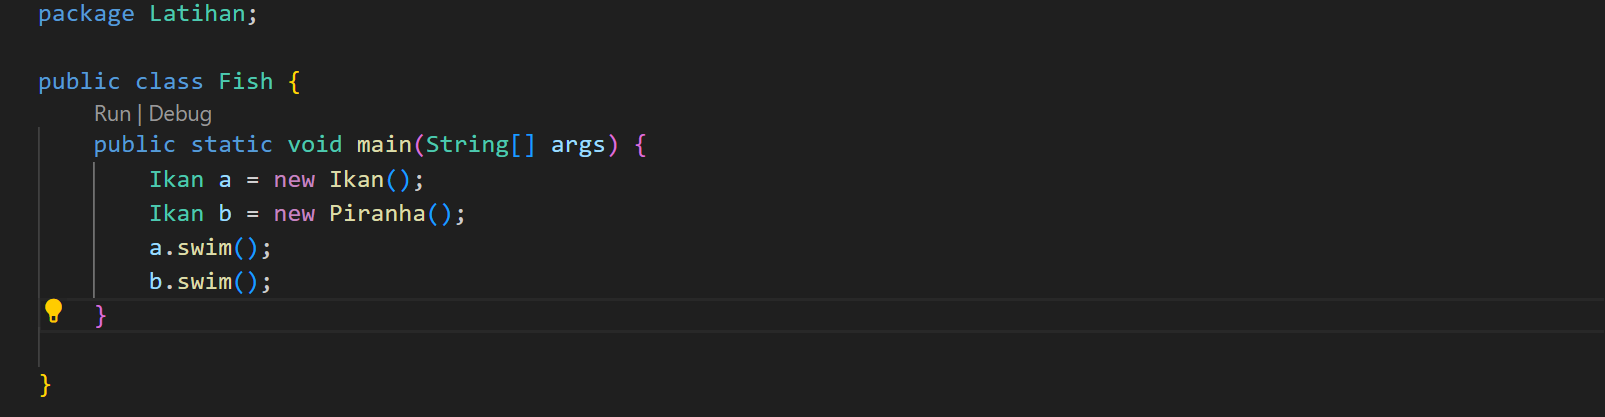 package Latihan;
public class Fish {
Run | Debug
public static void main(String[] args) {
Ikan a = new Ikan();
Ikan b = new Piranha();
a.swim();
b.swim();
}
}